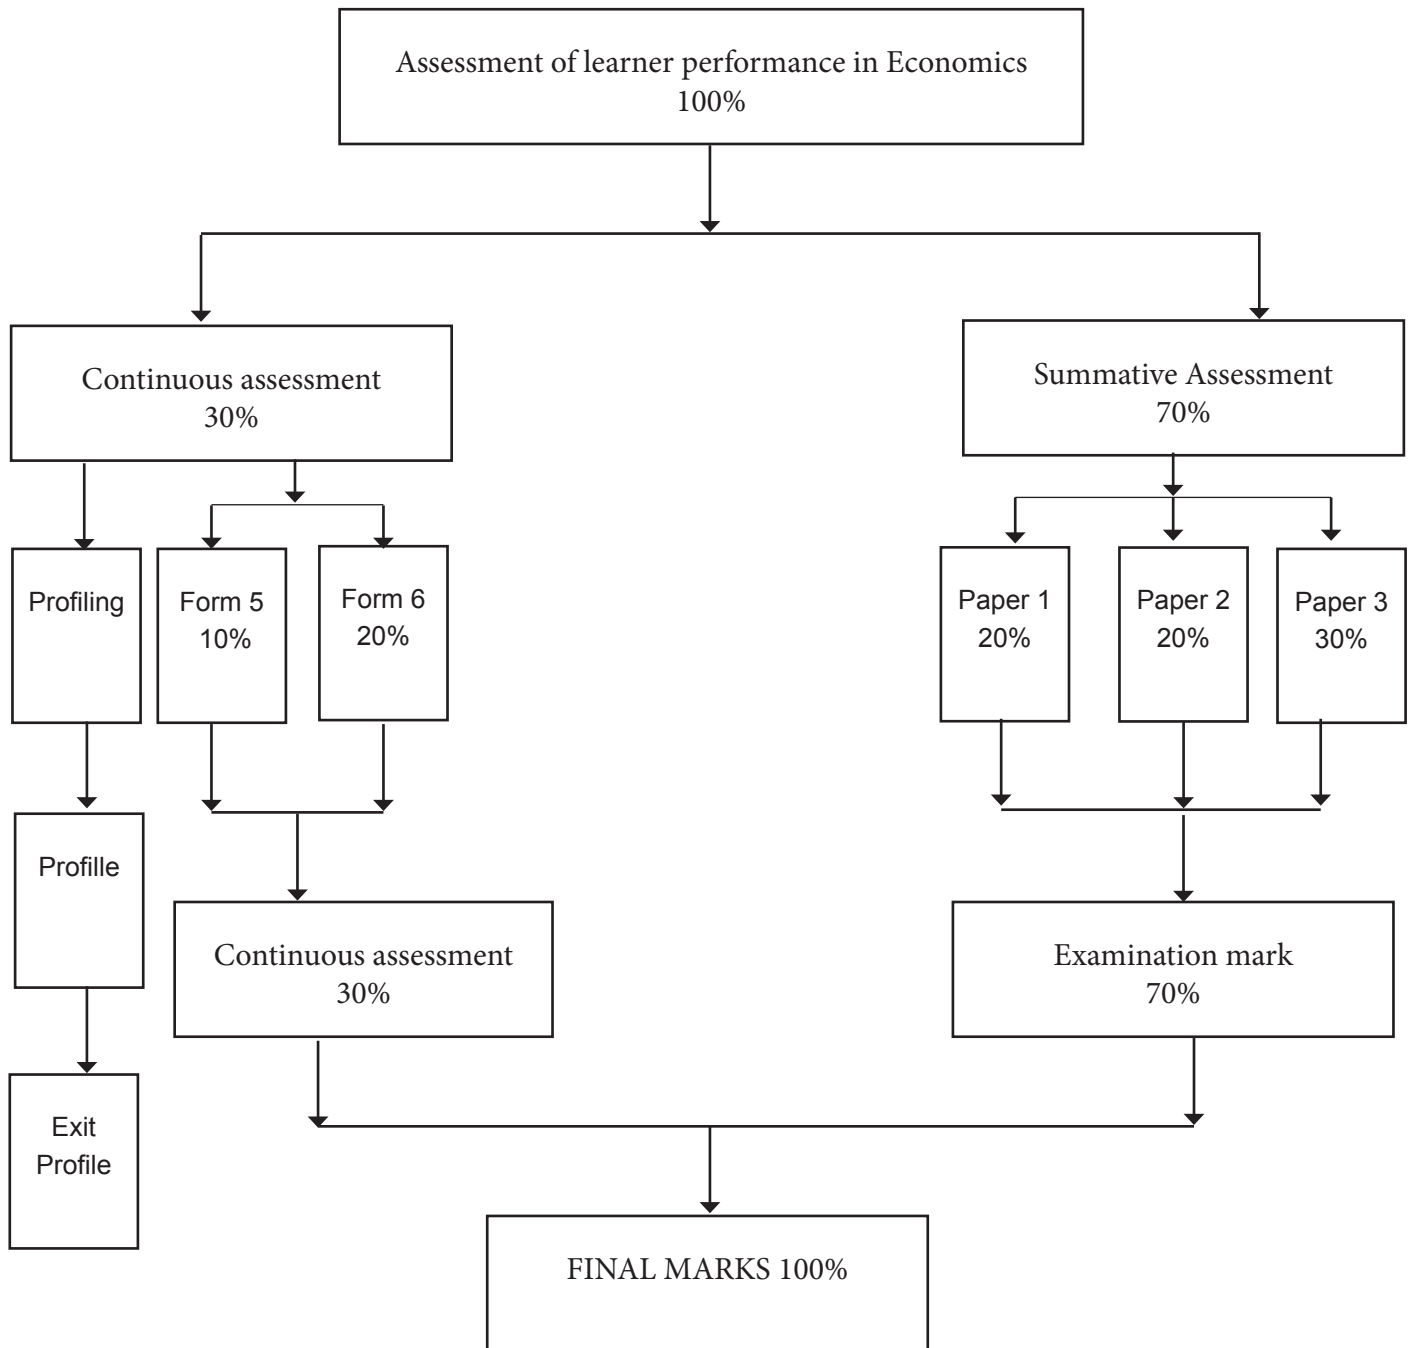 Assessment of learner performance in Economics
100%
Continuous assessment
30%
Summative Assessment
70%
Profiling
Form 5
10%
Form 6
20%
Paper 1
20%
Paper 2
20%
Paper 3
30%
Profille
Continuous assessment
30%
Examination mark
70%
Exit
Profile
FINAL MARKS 100%